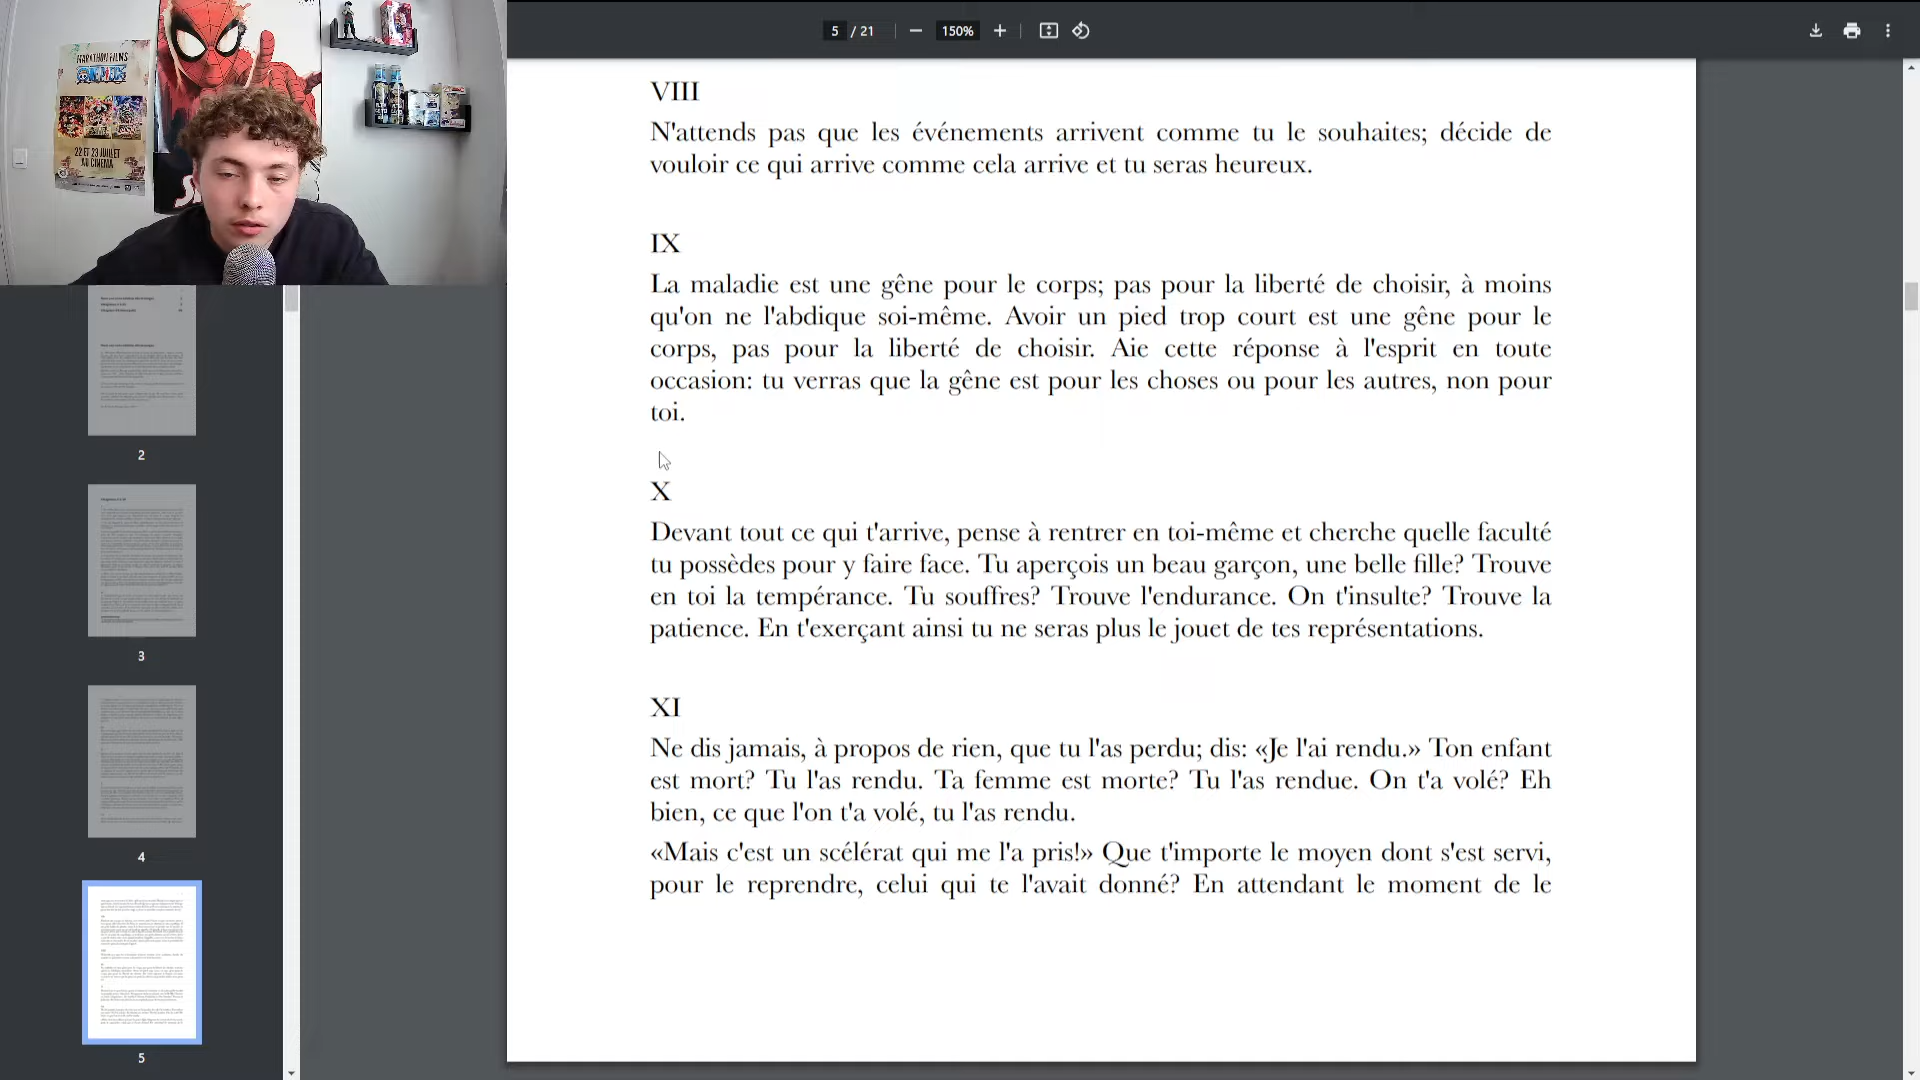 MARATHON FILMS
22 ET 23 JUILLET
AU CINÉMA
5 / 21
150%
2
3
4
5
VIII
N'attends pas que les événements arrivent comme tu le souhaites; décide de
vouloir ce qui arrive comme cela arrive et tu seras heureux.
IX
La maladie est une gêne pour le corps; pas pour la liberté de choisir, à moins
qu'on ne l'abdique soi-même. Avoir un pied trop court est une gêne pour le
corps, pas pour la liberté de choisir. Aie cette réponse à l'esprit en toute
occasion: tu verras que la gêne est pour les choses ou pour les autres, non pour
toi.
X
Devant tout ce qui t'arrive, pense à rentrer en toi-même et cherche quelle faculté
tu possèdes pour y faire face. Tu aperçois un beau garçon, une belle fille? Trouve
en toi la tempérance. Tu souffres? Trouve l'endurance. On t'insulte? Trouve la
patience. En t'exerçant ainsi tu ne seras plus le jouet de tes représentations.
XI
Ne dis jamais, à propos de rien, que tu l'as perdu; dis: «Je l'ai rendu.» Ton enfant
est mort? Tu l'as rendu. Ta femme est morte? Tu l'as rendue. On t'a volé? Eh
bien, ce que l'on t'a volé, tu l'as rendu.
«Mais c'est un scélérat qui me l'a pris!» Que t'importe le moyen dont s'est servi,
pour le reprendre, celui qui te l'avait donné? En attendant le moment de le